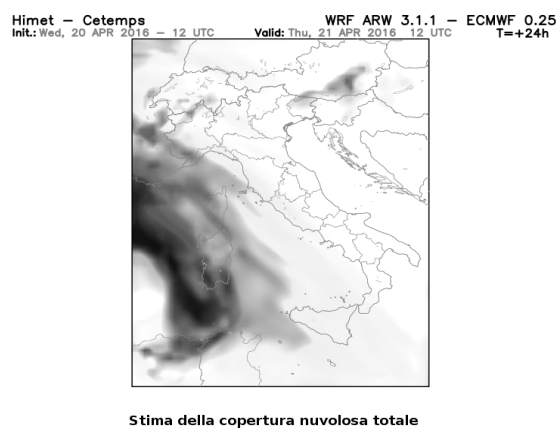 Himet - Cetemps WRF ARW 3.1.1 - ECMWF 0.25
Init.: Wed, 20 APR 2016 - 12 UTC Valid: Thu, 21 APR 2016 12 UTC T=+24h
Stima della copertura nuvolosa totale